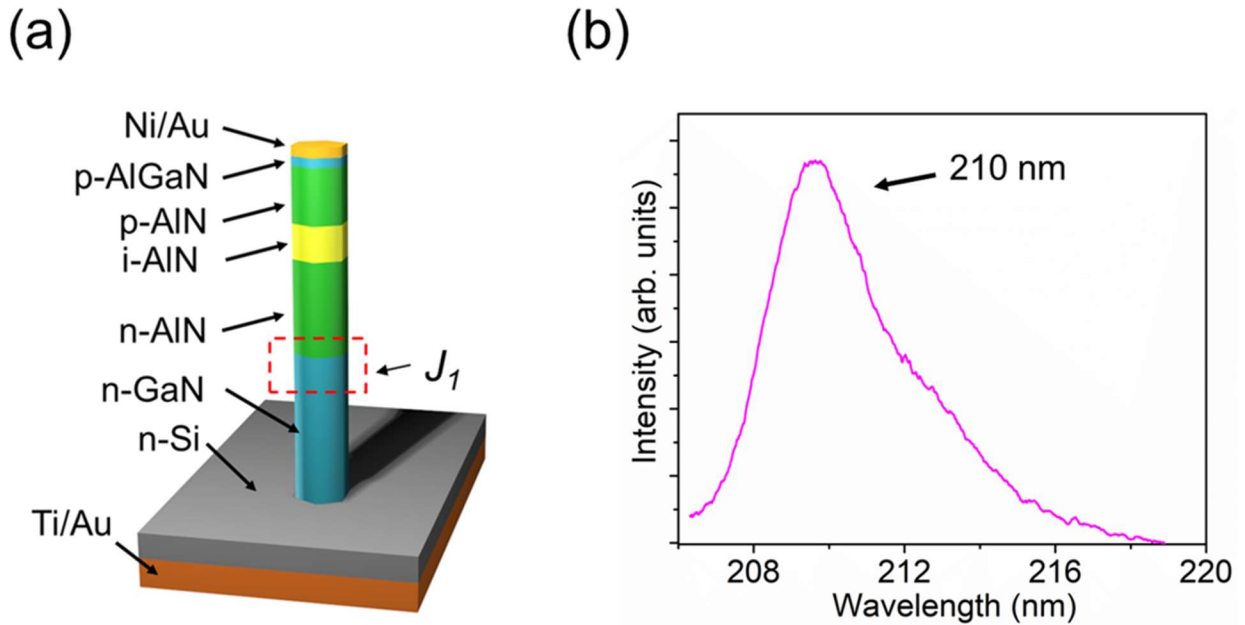 (a)
Ni/Au
p-AlGaN
p-AlN
i-AlN
n-AlN
J1
n-GaN
n-Si
Ti/Au
(b)
210 nm
Intensity (arb. units)
208 212 216 220
Wavelength (nm)